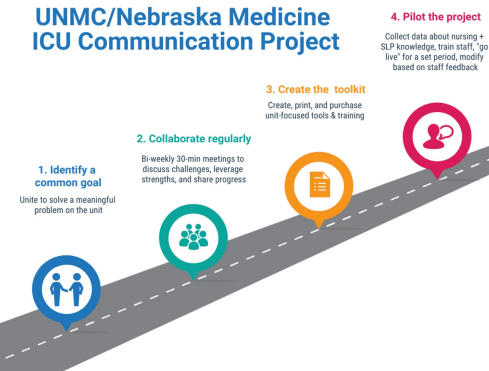 UNMC/Nebraska Medicine
ICU Communication Project
4. Pilot the project
Collect data about nursing +
SLP knowledge, train staff, "go
live" for a set period, modify
based on staff feedback
3. Create the toolkit
Create, print, and purchase
unit-focused tools & training
2. Collaborate regularly
Bi-weekly 30-min meetings to
discuss challenges, leverage
strengths, and share progress
1. Identify a
common goal
Unite to solve a meaningful
problem on the unit